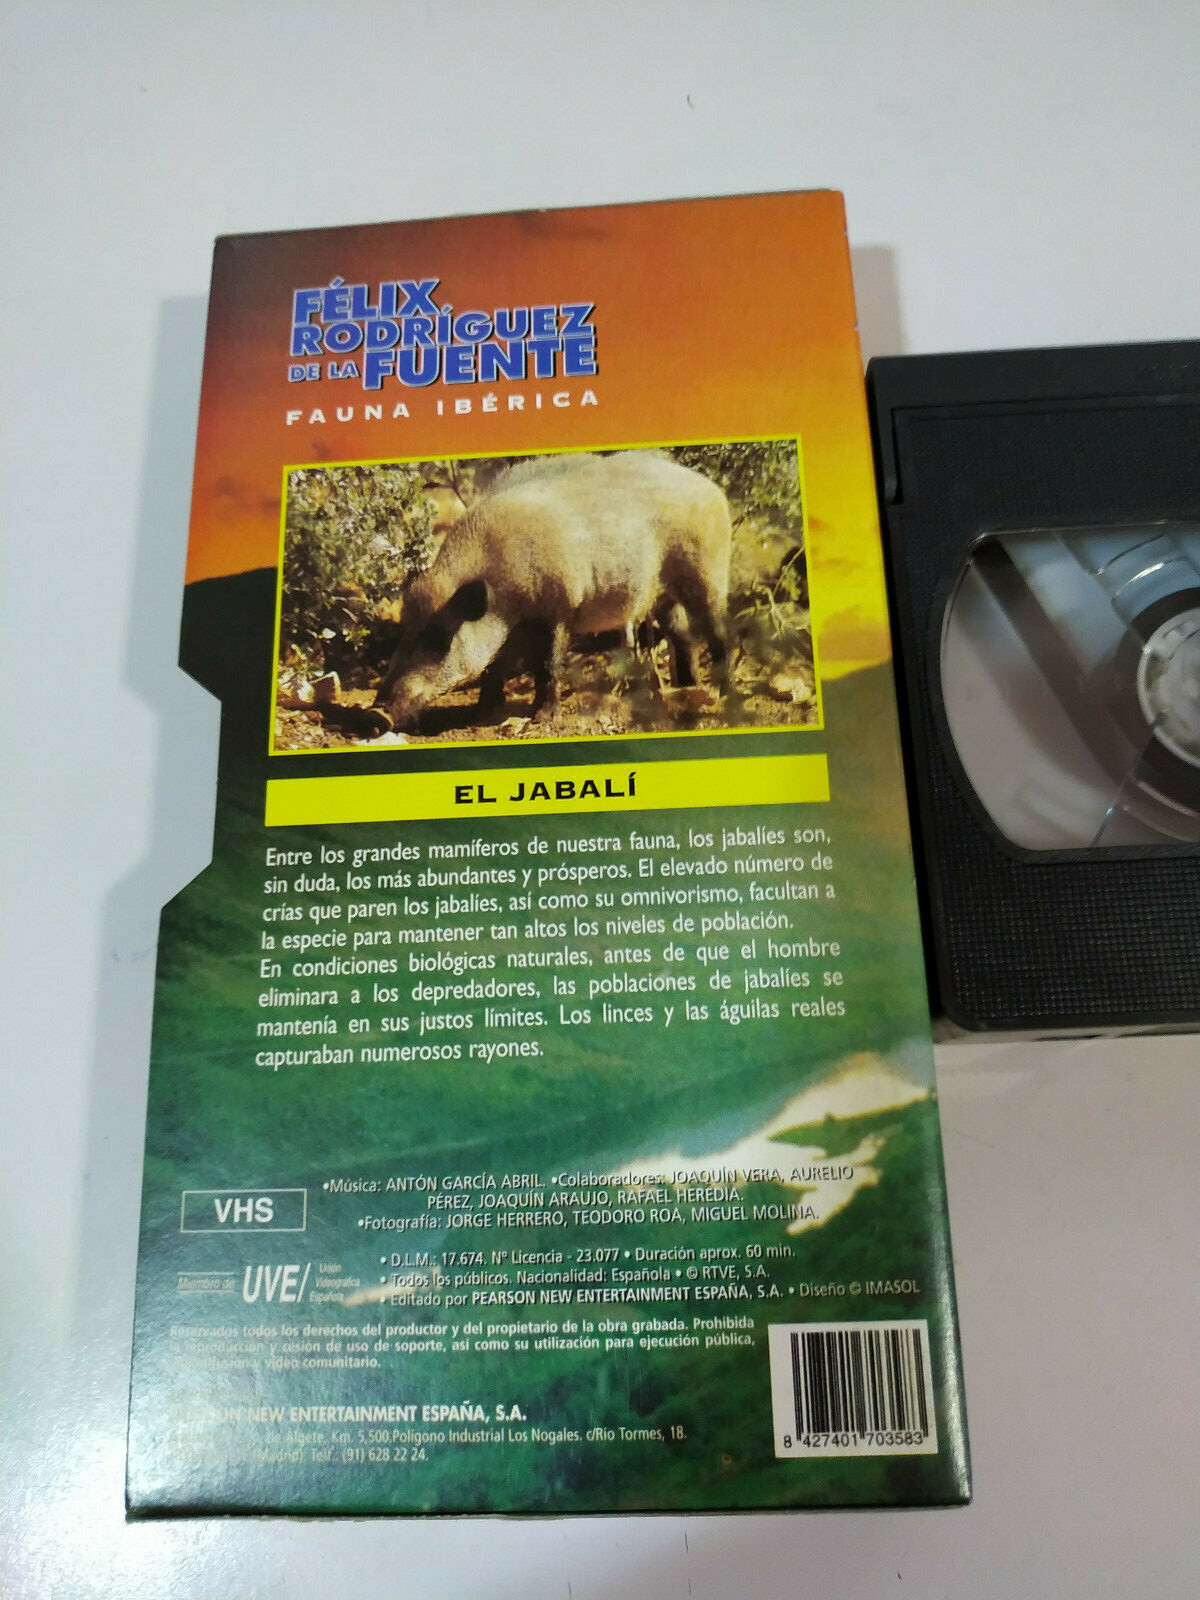 FÉLIX
RODRÍGUEZ
DE LA FUENTE
FAUNA IBÉRICA
EL JABALÍ
Entre los grandes mamíferos de nuestra fauna, los jabalíes son,
sin duda, los más abundantes y prósperos. El elevado número de
crías que paren los jabalíes, así como su omnivorismo, facultan a
la especie para mantener tan altos los niveles de población.
En condiciones biológicas naturales, antes de que el hombre
eliminara a los depredadores, las poblaciones de jabalíes se
mantenía en sus justos límites. Los linces y las águilas reales
capturaban numerosos rayones.
VHS
•Música: ANTÓN GARCÍA ABRIL. •Colaboradores: JOAQUÍN VERA, AURELIO
PÉREZ, JOAQUÍN ARAUJO, RAFAEL HEREDIA.
•Fotografía: JORGE HERRERO, TEODORO ROA, MIGUEL MOLINA.
Miembro de: UVE/ Unión
Videográfica
Española
• D.L.M.: 17.674. Nº Licencia - 23.077 • Duración aprox. 60 min.
• Todos los públicos. Nacionalidad: Española • © RTVE, S.A.
• Editado por PEARSON NEW ENTERTAINMENT ESPAÑA, S.A. • Diseño © IMASOL
Reservados todos los derechos del productor y del propietario de la obra grabada. Prohibida
la reproducción y cesión de uso de soporte, así como su utilización para ejecución pública,
video comunitario.
PEARSON NEW ENTERTAINMENT ESPAÑA, S.A.
de Algete, Km. 5,500.Polígono Industrial Los Nogales. c/Río Tormes, 18.
(Madrid). Telf.: (91) 628 22 24.
8 427401 703583